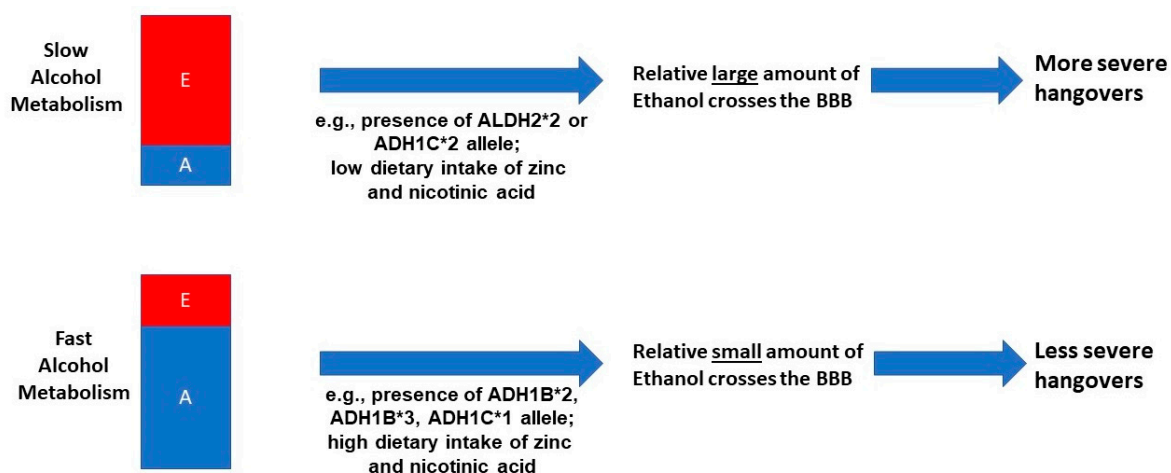 Slow
Alcohol
Metabolism
E
A
e.g., presence of ALDH2*2 or
ADH1C*2 allele;
low dietary intake of zinc
and nicotinic acid
Relative large amount of
Ethanol crosses the BBB
More severe
hangovers
Fast
Alcohol
Metabolism
E
A
e.g., presence of ADH1B*2,
ADH1B*3, ADH1C*1 allele;
high dietary intake of zinc
and nicotinic acid
Relative small amount of
Ethanol crosses the BBB
Less severe
hangovers